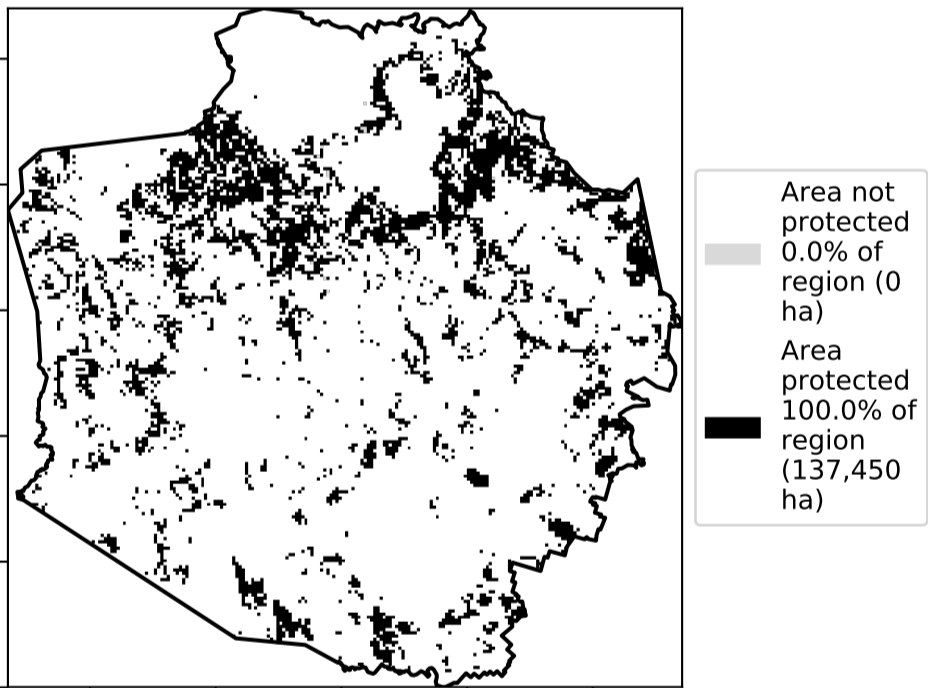 Area not
protected
0.0% of
region (0
ha)
Area
protected
100.0% of
region
(137,450
ha)